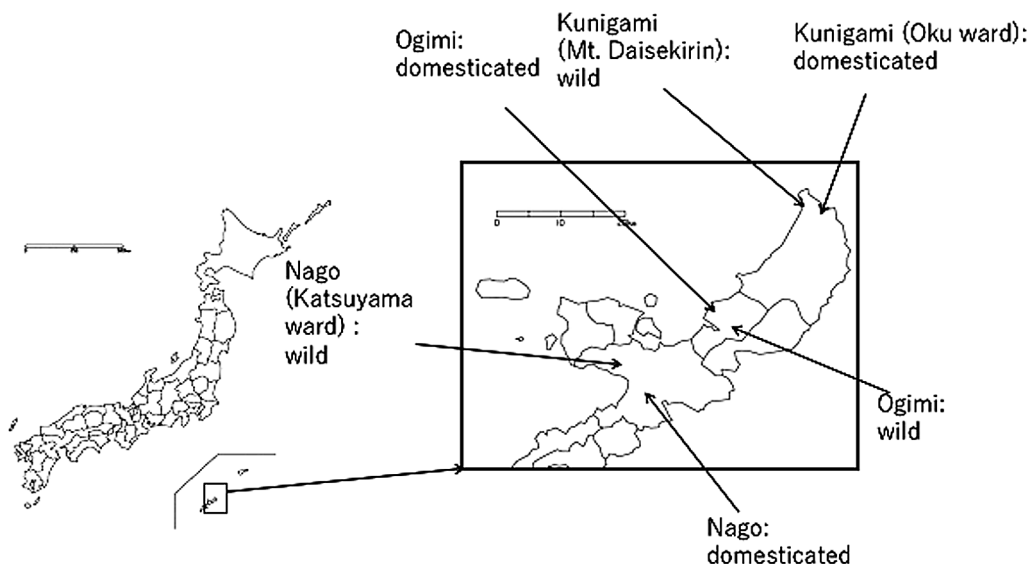 Ogimi:
domesticated
Kunigami
(Mt. Daisekirin):
wild
Kunigami (Oku ward):
domesticated
0
10
Nago
(Katsuyama
ward) :
wild
Ogimi:
wild
Nago:
domesticated